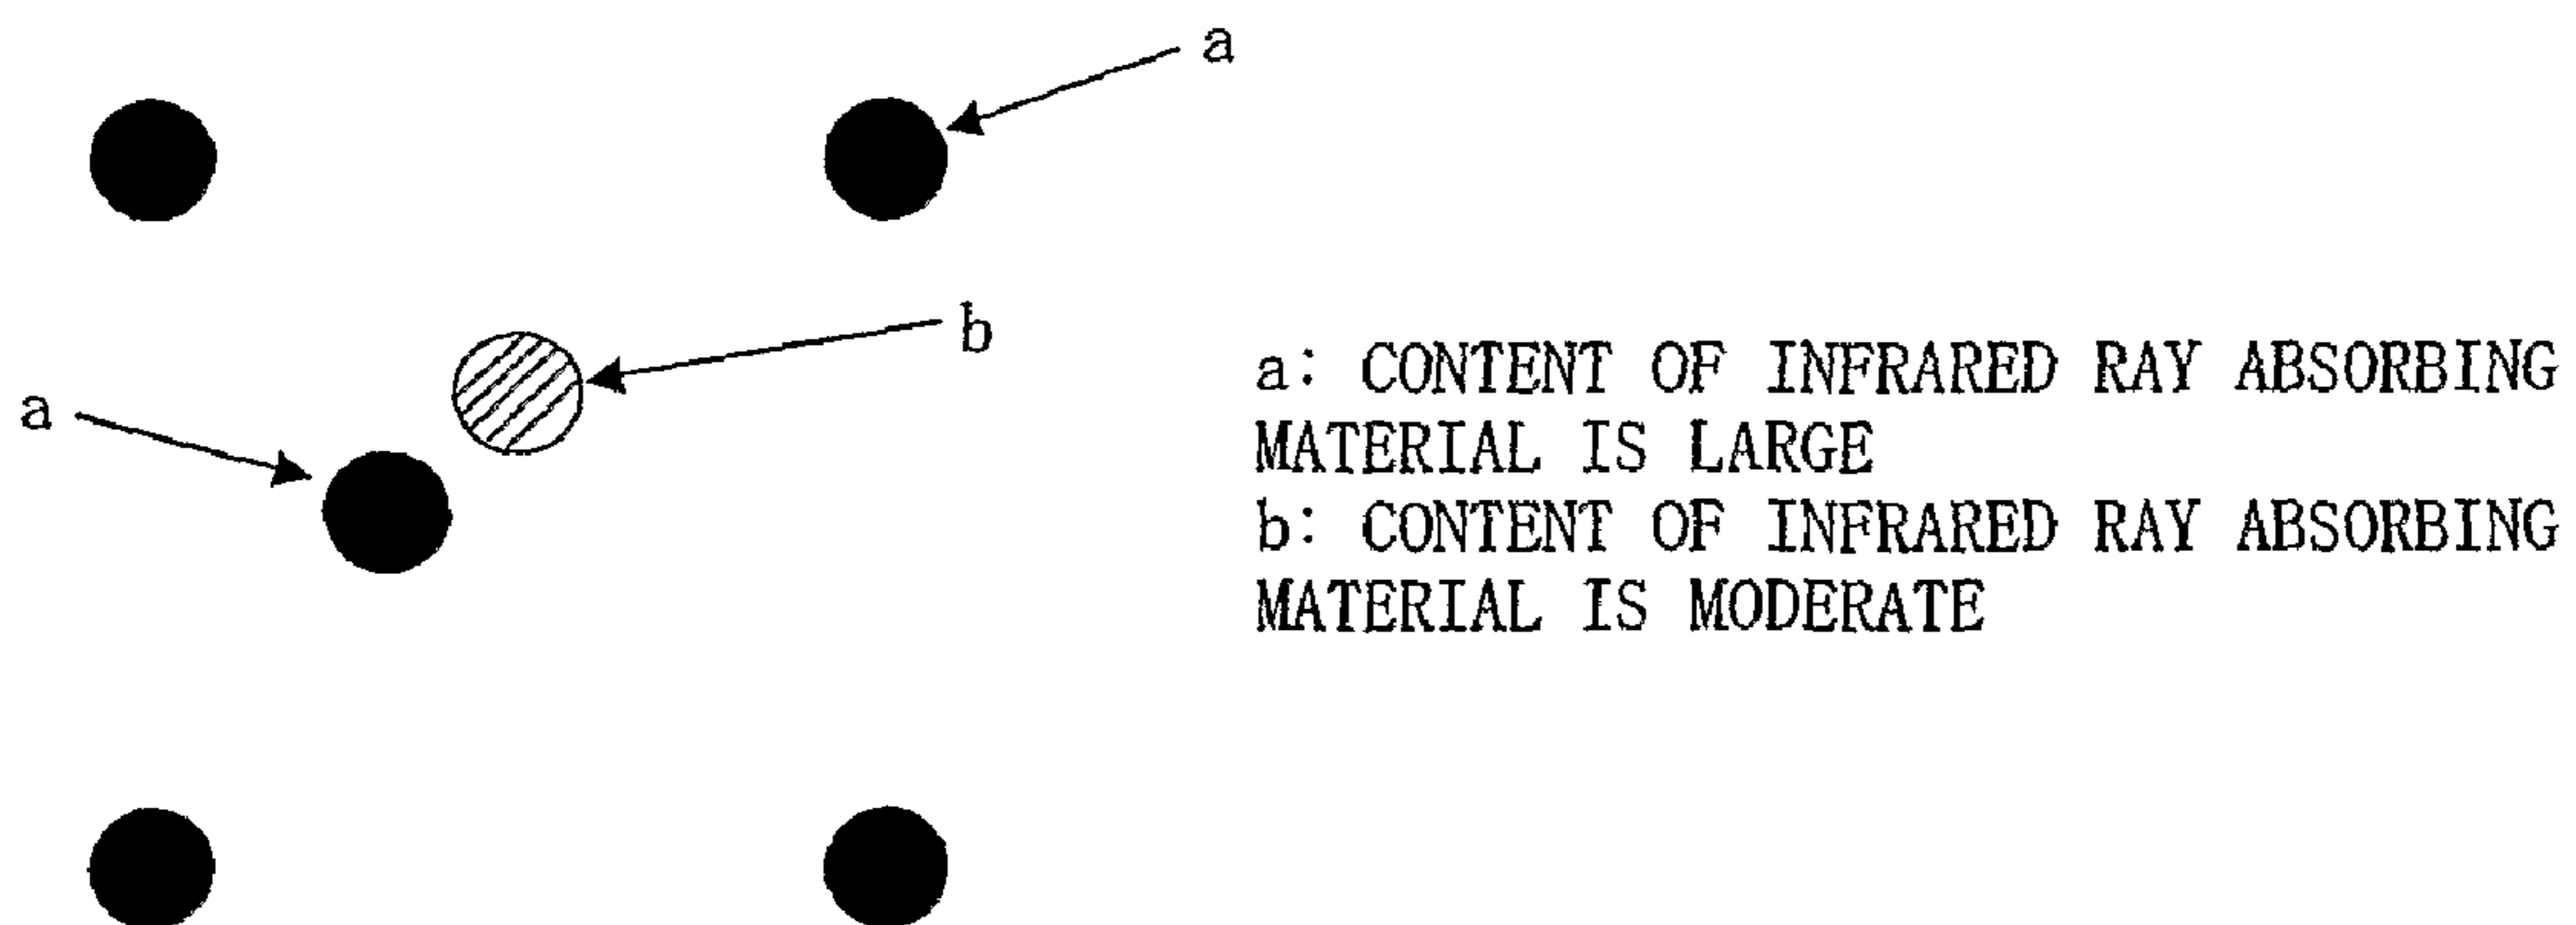 a
b
a
a: CONTENT OF INFRARED RAY ABSORBING
MATERIAL IS LARGE
b: CONTENT OF INFRARED RAY ABSORBING
MATERIAL IS MODERATE